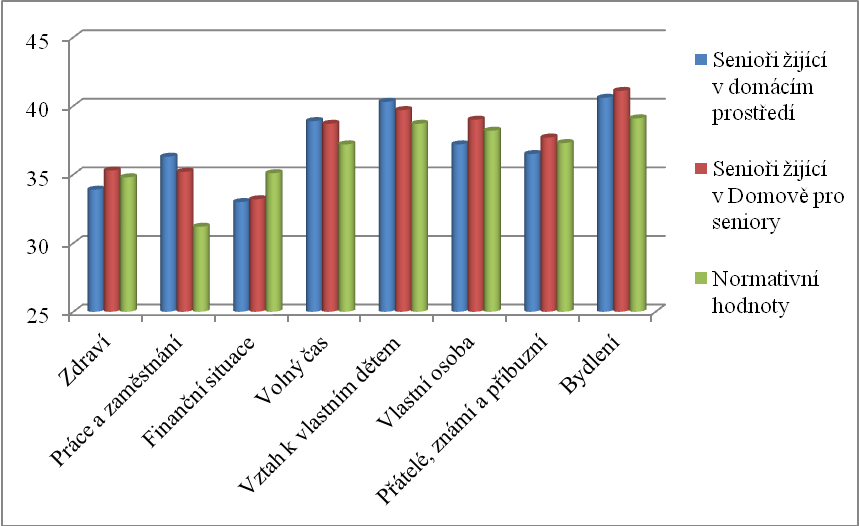 45
40
35
30
25
Zdraví
Práce a zaměstnání
Finanční situace
Volný čas
Vztah k vlastním dětem
Vlastní osoba
Přátelé, známí a příbuzní
Bydlení
Senioři žijící
v domácím
prostředí
Senioři žijící
v Domově pro
seniory
Normativní
hodnoty